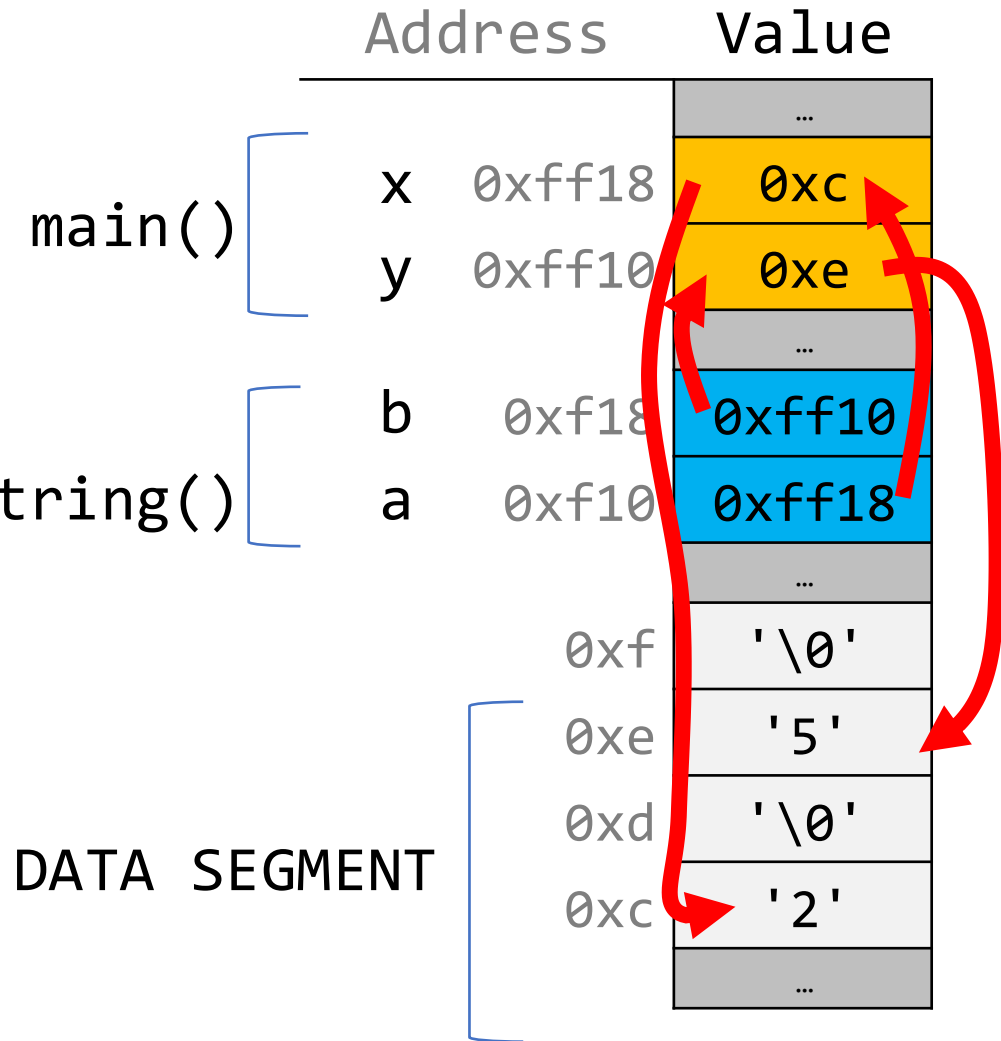 Address Value
…
x 0xff18 0xc
main()
y 0xff10 0xe
…
b 0xf18 0xff10
tring()
a 0xf10 0xff18
…
0xf '\0'
0xe '5'
0xd '\0'
DATA SEGMENT
0xc '2'
…